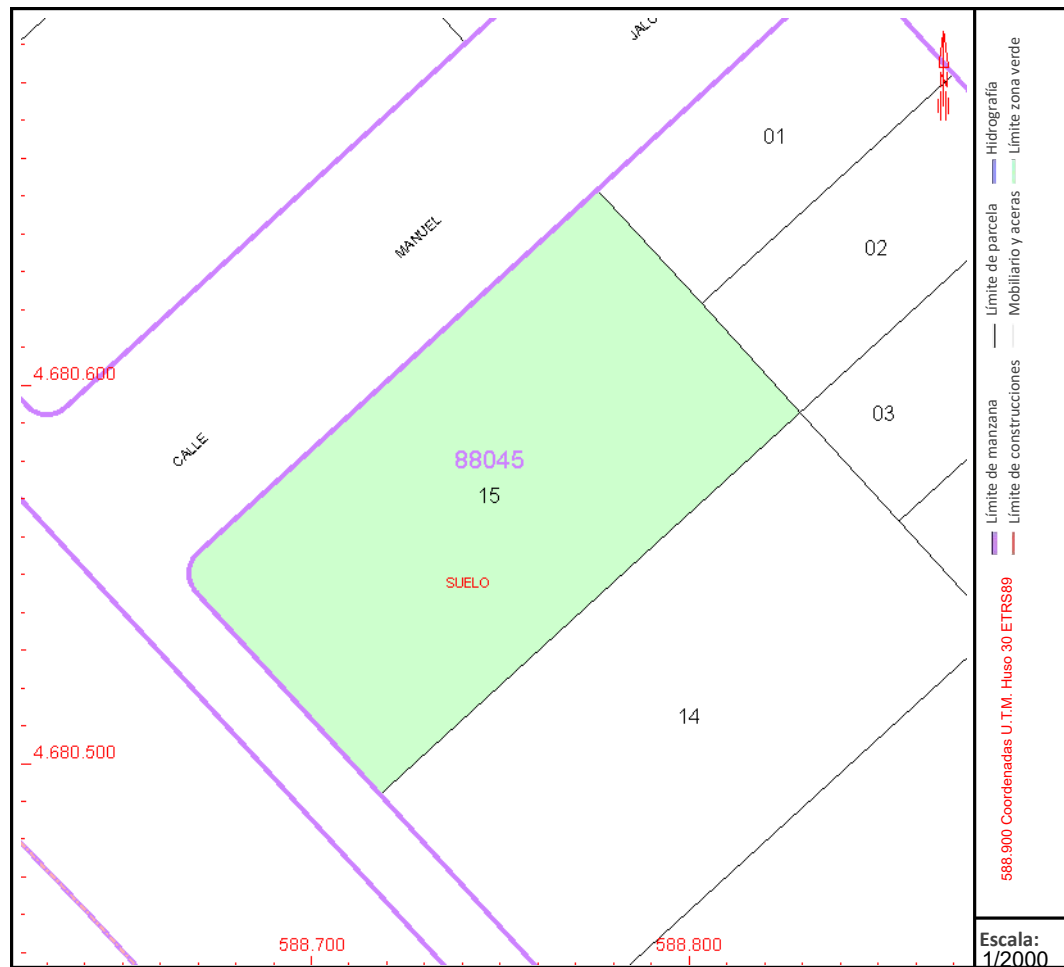 JALO
01
MANUEL
02
4.680.600
03
CALLE
88045
15
SUELO
14
4.680.500
588.700
588.800
Límite de manzana
Límite de parcela
Hidrografía
Límite de construcciones
Mobiliario y aceras
Límite zona verde
588.900 Coordenadas U.T.M. Huso 30 ETRS89
Escala:
1/2000